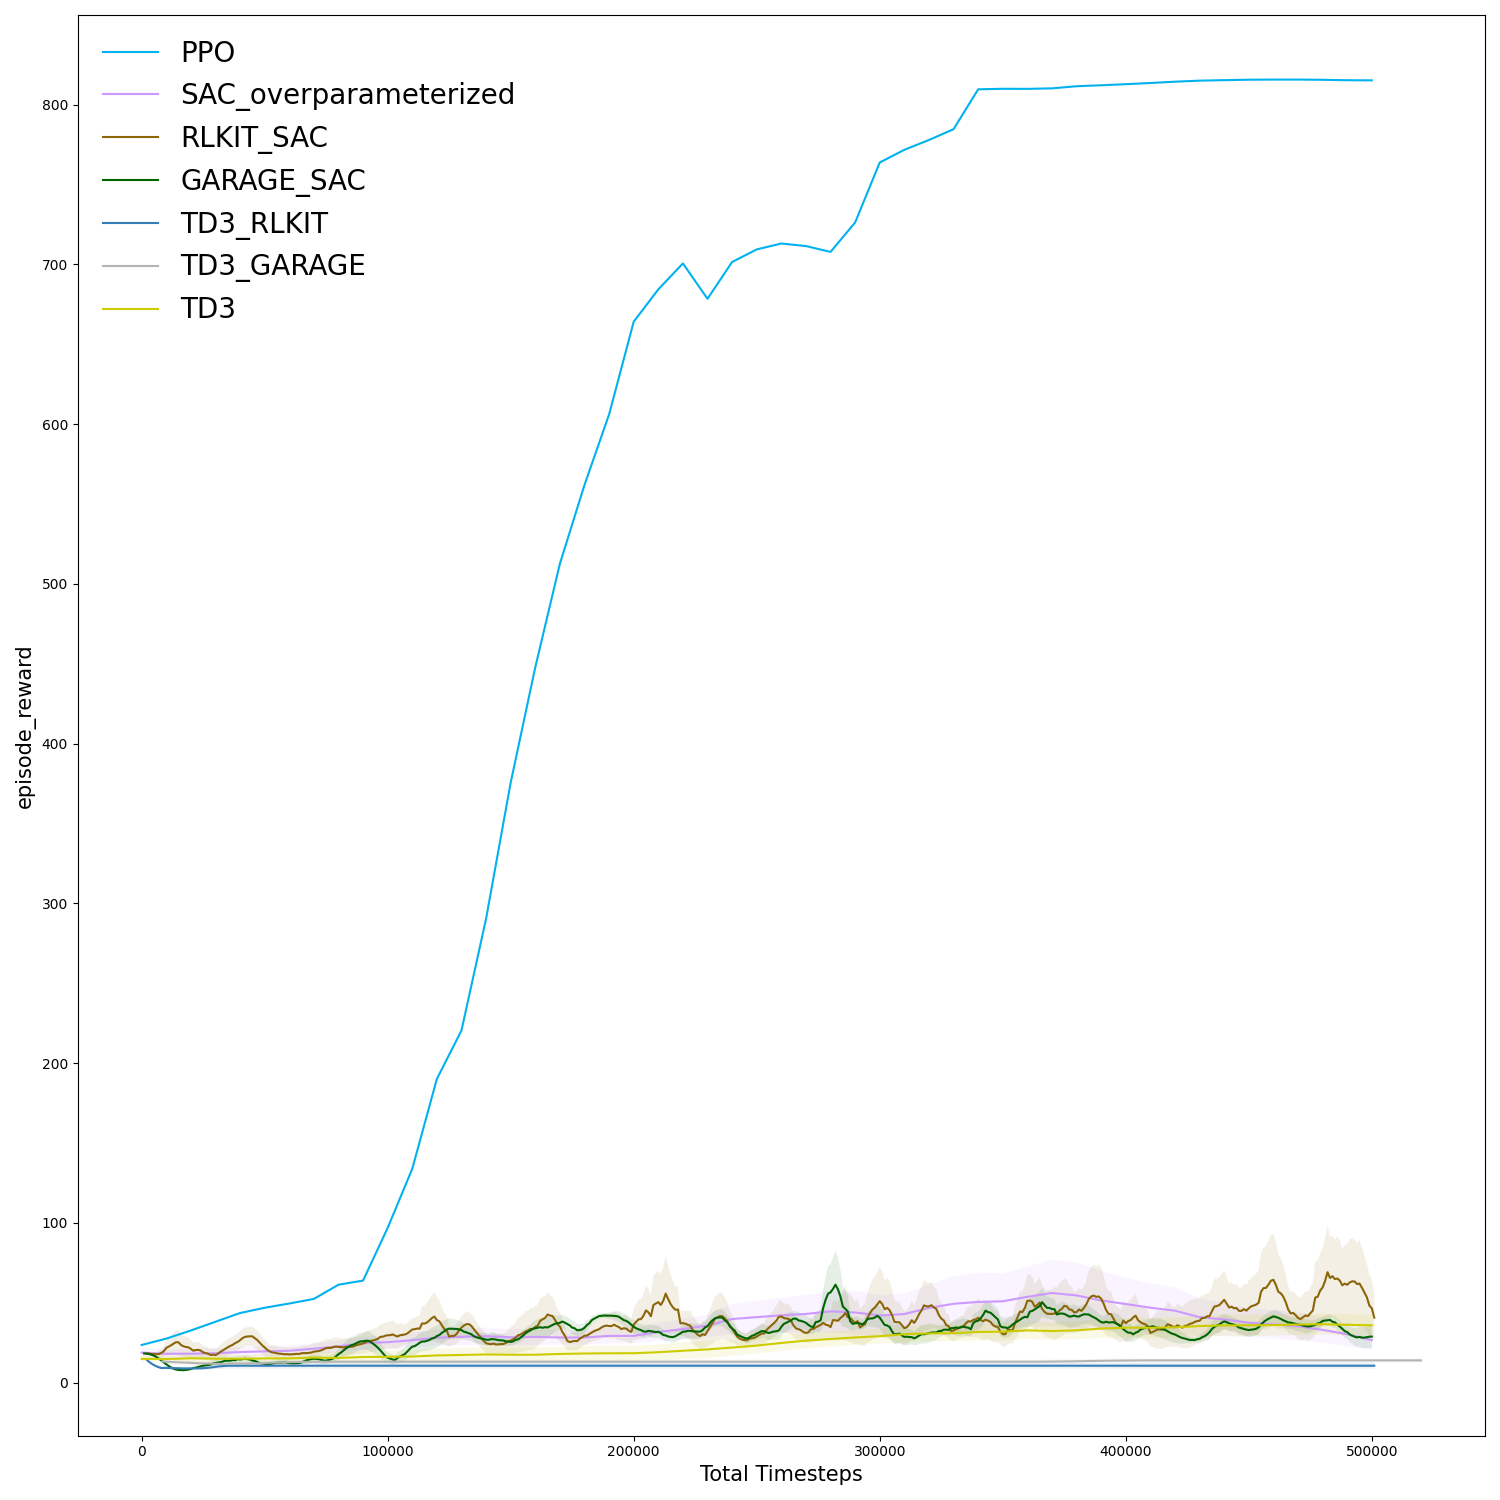 PPO
SAC_overparameterized
RLKIT_SAC
GARAGE_SAC
TD3_RLKIT
TD3_GARAGE
TD3
800
700
600
500
400
300
200
100
0
episode_reward
0 100000 200000 300000 400000 500000
Total Timesteps